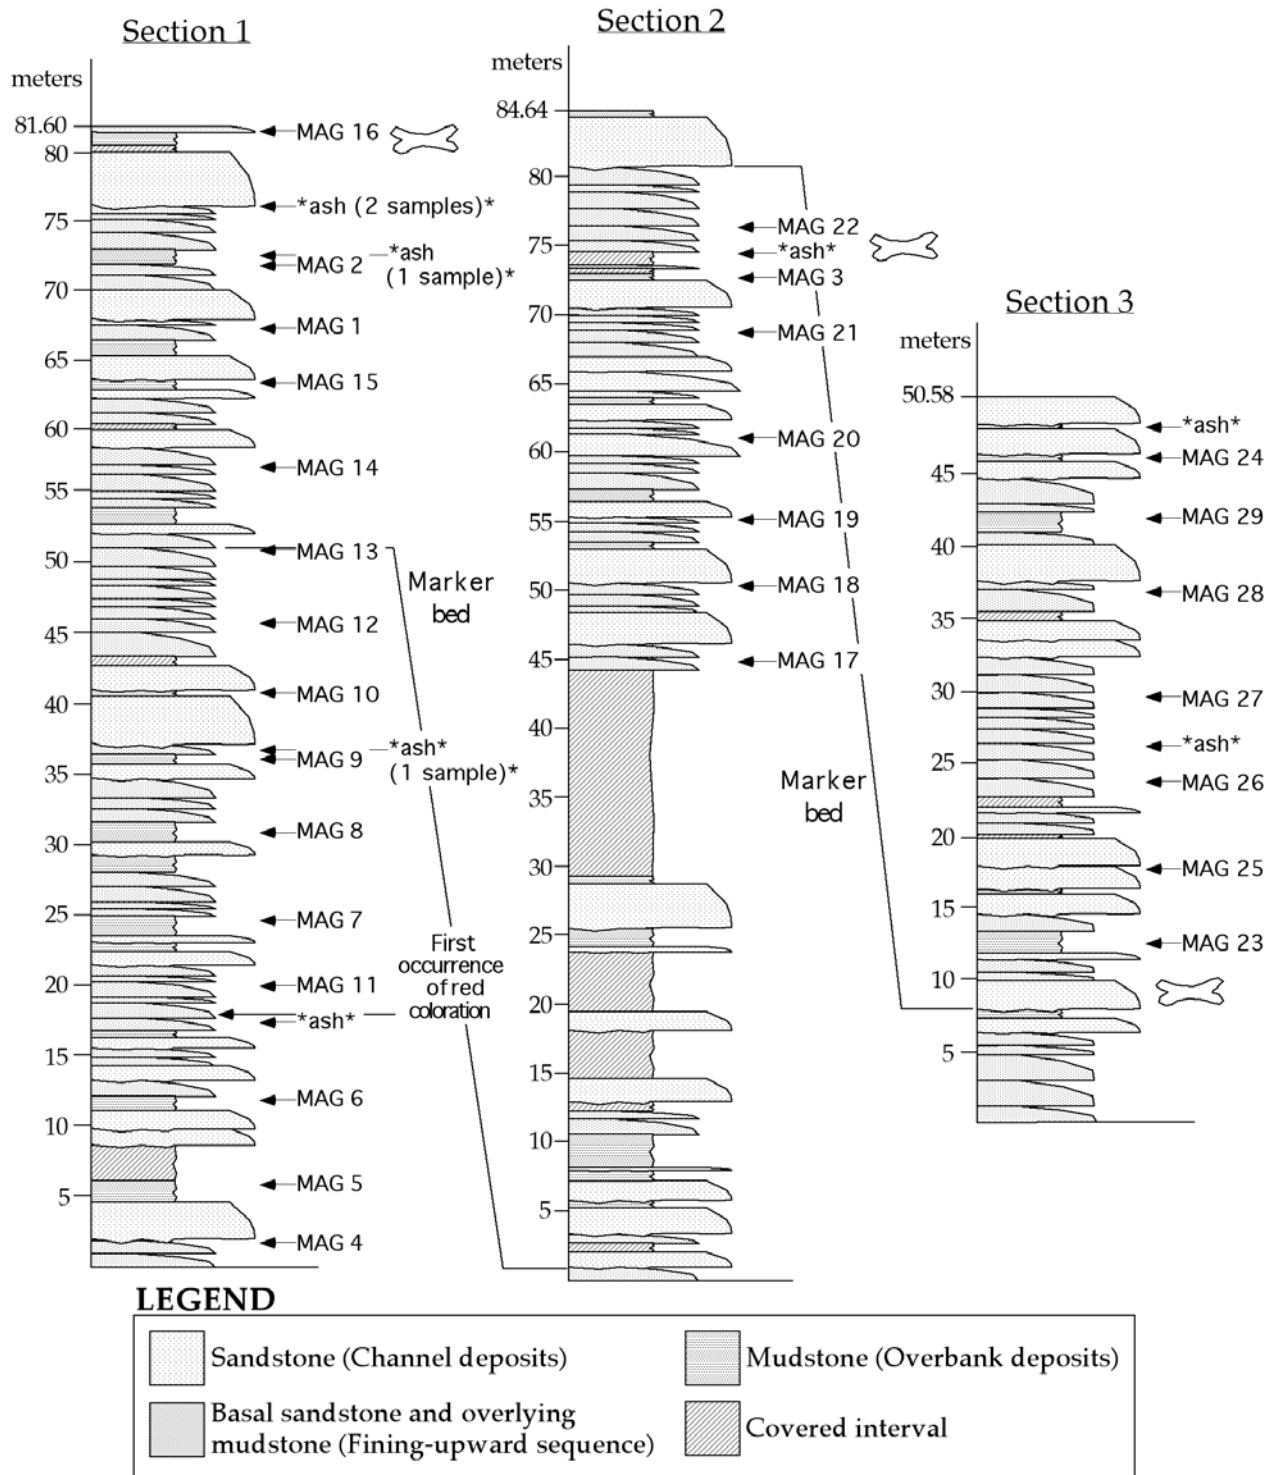 Section 1
meters
81.60
80
75
70
65
60
55
50
45
40
35
30
25
20
15
10
5
MAG 16
*ash (2 samples)*
*ash
MAG 2
(1 sample)*
MAG 1
MAG 15
MAG 14
MAG 13
MAG 12
MAG 10
*ash*
MAG 9
(1 sample)*
MAG 8
MAG 7
MAG 11
*ash*
MAG 6
MAG 5
MAG 4
Marker
bed
First
occurrence
of red
coloration
Section 2
meters
84.64
80
75
70
65
60
55
50
45
40
35
30
25
20
15
10
5
MAG 22
*ash*
MAG 3
MAG 21
MAG 20
MAG 19
MAG 18
MAG 17
Marker
bed
Section 3
meters
50.58
45
40
35
30
25
20
15
10
5
*ash*
MAG 24
MAG 29
MAG 28
MAG 27
*ash*
MAG 26
MAG 25
MAG 23
LEGEND
Sandstone (Channel deposits)
Mudstone (Overbank deposits)
Basal sandstone and overlying
mudstone (Fining-upward sequence)
Covered interval